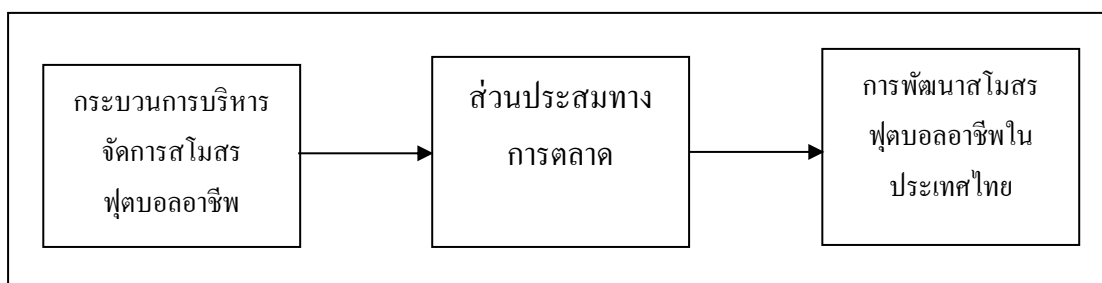 กระบวนการบริหาร
จัดการสโมสร
ฟุตบอลอาชีพ
ส่วนประสมทาง
การตลาด
การพัฒนาสโมสร
ฟุตบอลอาชีพใน
ประเทศไทย